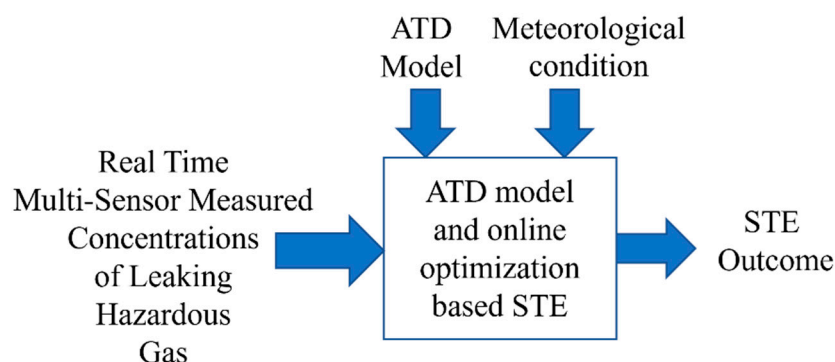 ATD
Model
Meteorological
condition
Real Time
Multi-Sensor Measured
Concentrations
of Leaking
Hazardous
Gas
ATD model
and online
optimization
based STE
STE
Outcome